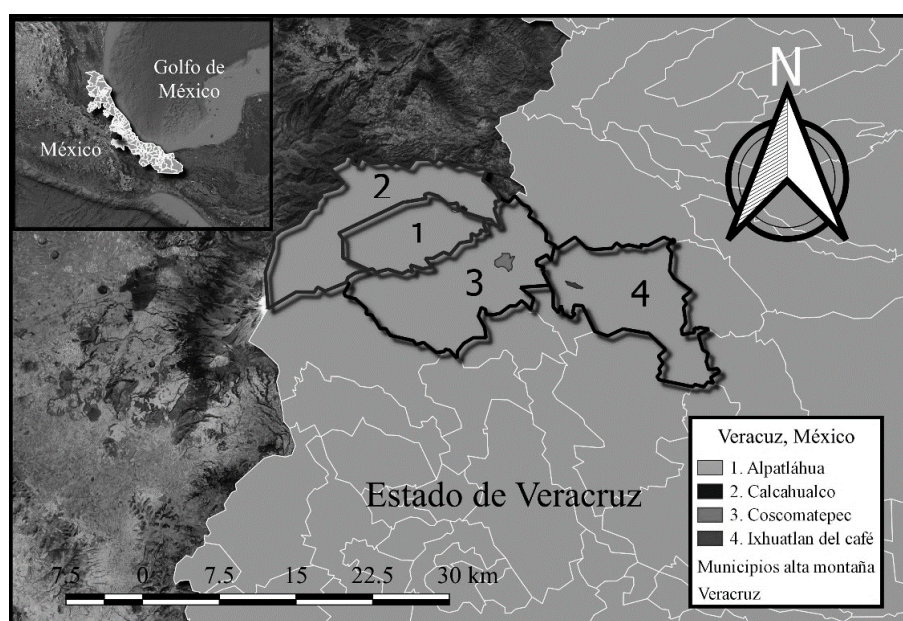 Golfo de
México
México
N
2
1
3
4
Estado de Veracruz
7.5 0 7.5 15 22.5 30 km
Veracuz, México
1. Alpatláhua
2. Calcahualco
3. Coscomatepec
4. Ixhuatlan del café
Municipios alta montaña
Veracruz